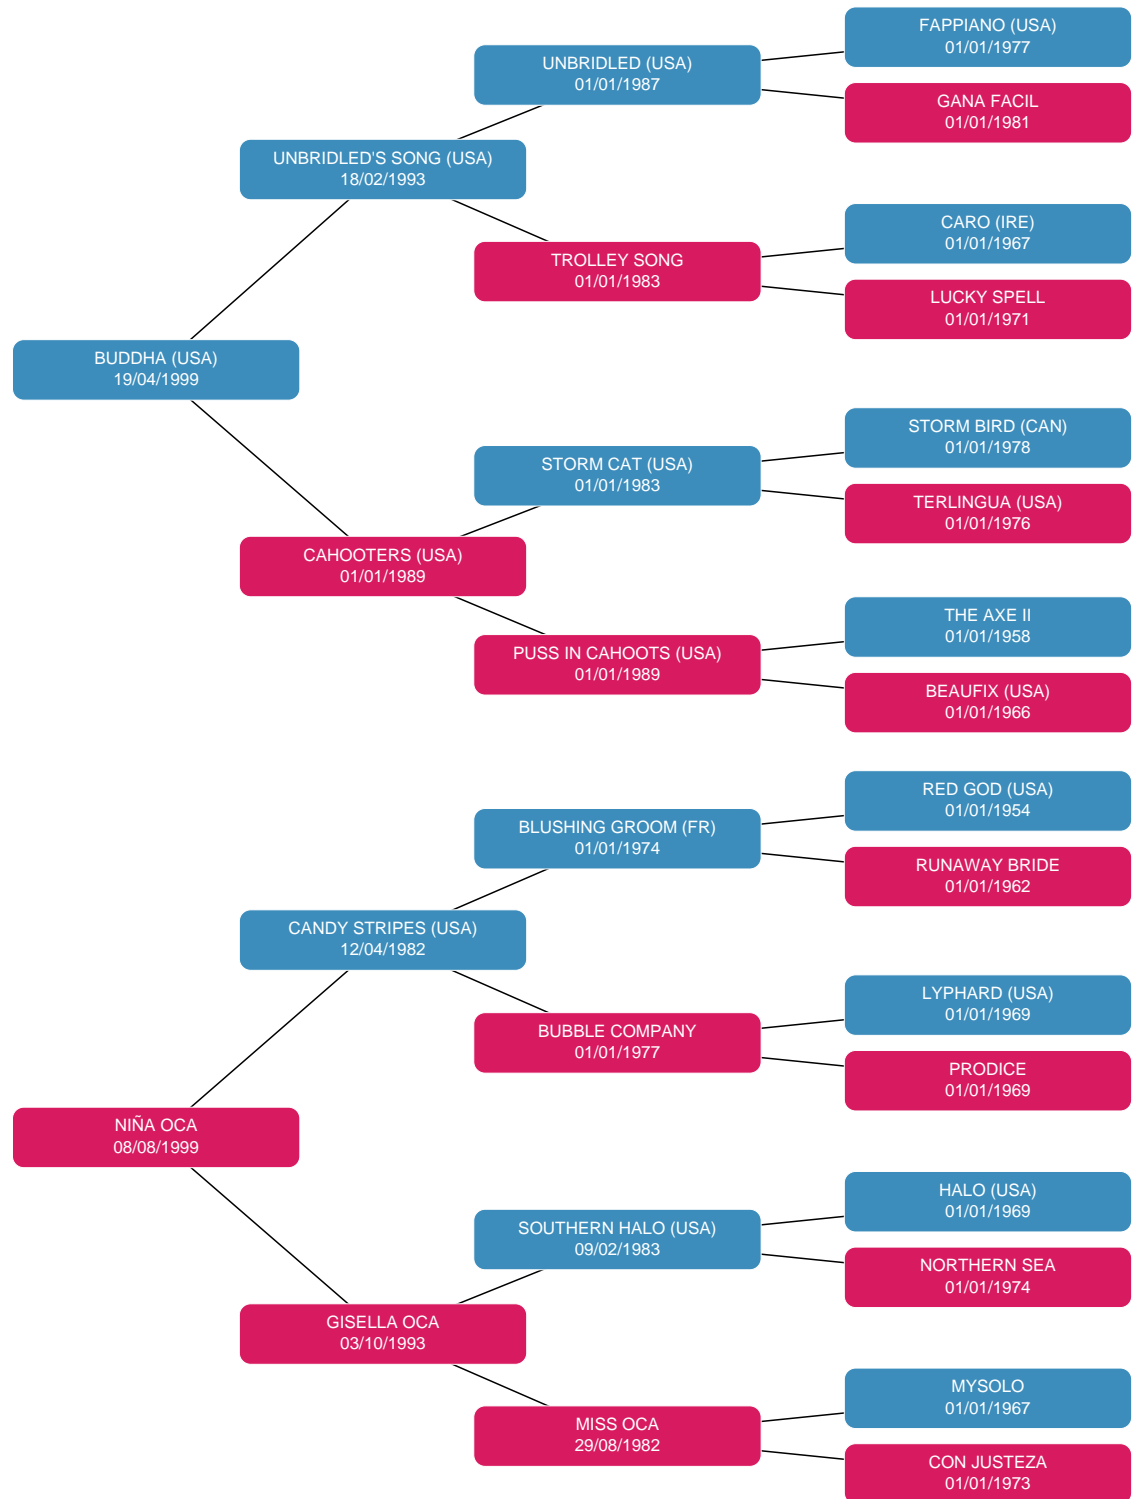 FAPPIANO (USA)
01/01/1977
UNBRIDLED (USA)
01/01/1987
GANA FACIL
01/01/1981
UNBRIDLED'S SONG (USA)
18/02/1993
CARO (IRE)
01/01/1967
TROLLEY SONG
01/01/1983
LUCKY SPELL
01/01/1971
BUDDHA (USA)
19/04/1999
STORM BIRD (CAN)
01/01/1978
STORM CAT (USA)
01/01/1983
TERLINGUA (USA)
01/01/1976
CAHOOTERS (USA)
01/01/1989
THE AXE II
01/01/1958
PUSS IN CAHOOTS (USA)
01/01/1989
BEAUFIX (USA)
01/01/1966
RED GOD (USA)
01/01/1954
BLUSHING GROOM (FR)
01/01/1974
RUNAWAY BRIDE
01/01/1962
CANDY STRIPES (USA)
12/04/1982
LYPHARD (USA)
01/01/1969
BUBBLE COMPANY
01/01/1977
PRODICE
01/01/1969
NIÑA OCA
08/08/1999
HALO (USA)
01/01/1969
SOUTHERN HALO (USA)
09/02/1983
NORTHERN SEA
01/01/1974
GISELLA OCA
03/10/1993
MYSOLO
01/01/1967
MISS OCA
29/08/1982
CON JUSTEZA
01/01/1973